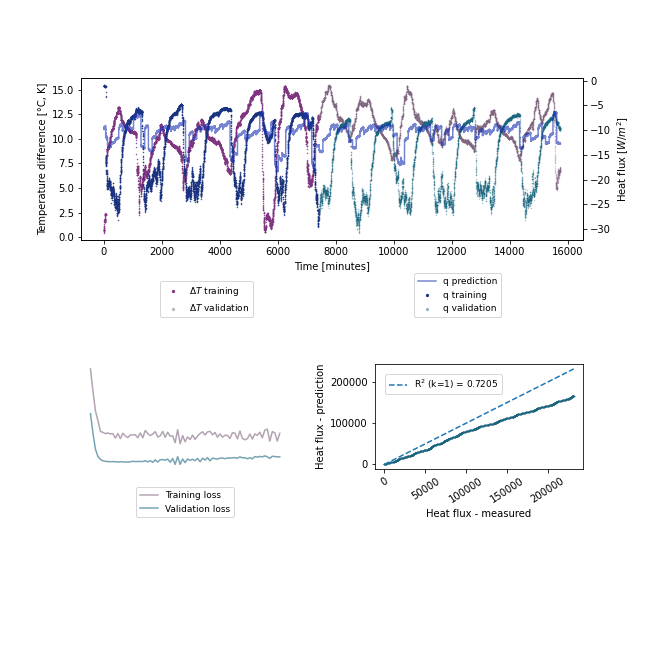 15.0
12.5
10.0
7.5
5.0
2.5
0.0
Temperature difference [°C, K]
0
−5
−10
−15
−20
−25
−30
Heat flux [W/m²]
0 2000 4000 6000 8000 10000 12000 14000 16000
Time [minutes]
ΔT training
ΔT validation
q prediction
q training
q validation
Training loss
Validation loss
R² (k=1) = 0.7205
200000
100000
0
Heat flux - prediction
0 50000 100000 150000 200000
Heat flux - measured